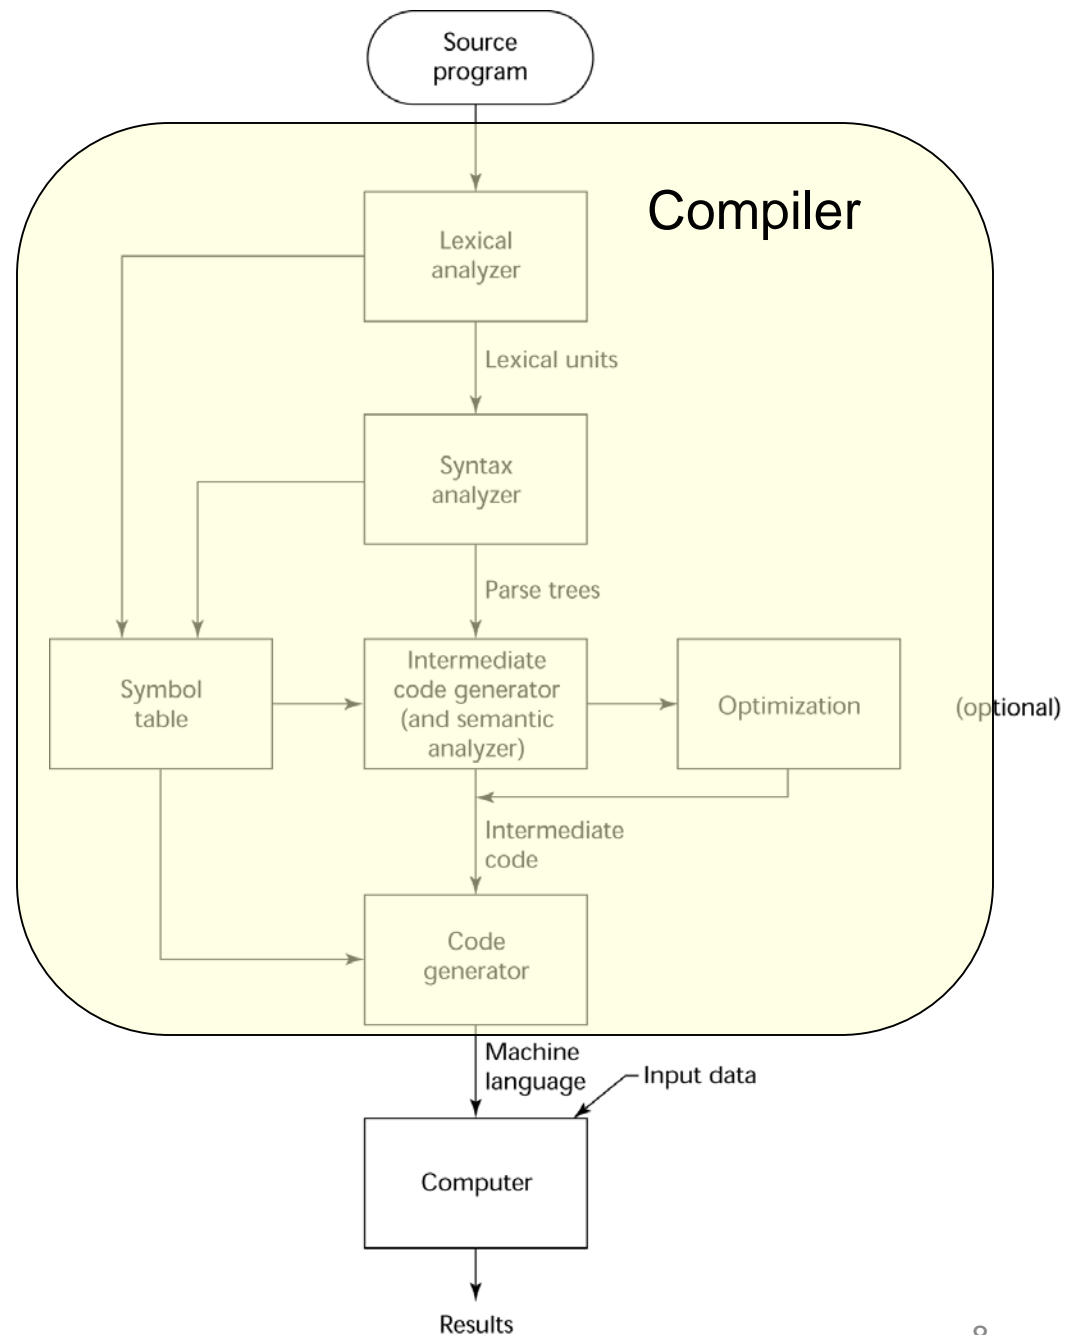 Source
program
Compiler
Lexical
analyzer
Lexical units
Syntax
analyzer
Parse trees
Symbol
table
Intermediate
code generator
(and semantic
analyzer)
Optimization
(optional)
Intermediate
code
Code
generator
Machine
language
Input data
Computer
Results